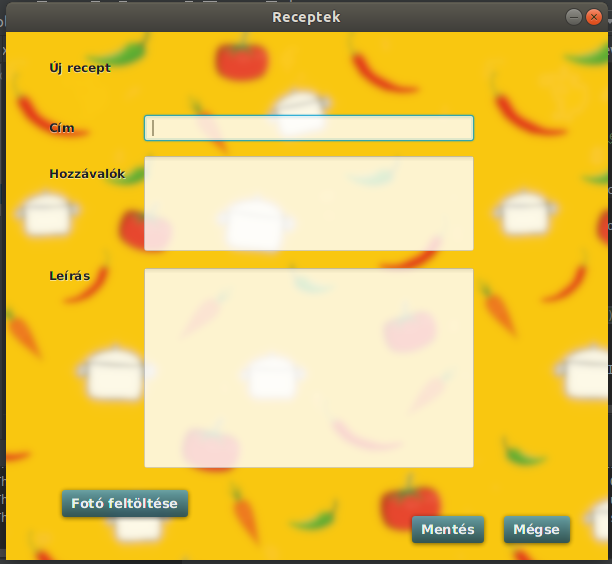 Receptek
Új recept
Cím
Hozzávalók
Leírás
Fotó feltöltése
Mentés
Mégse